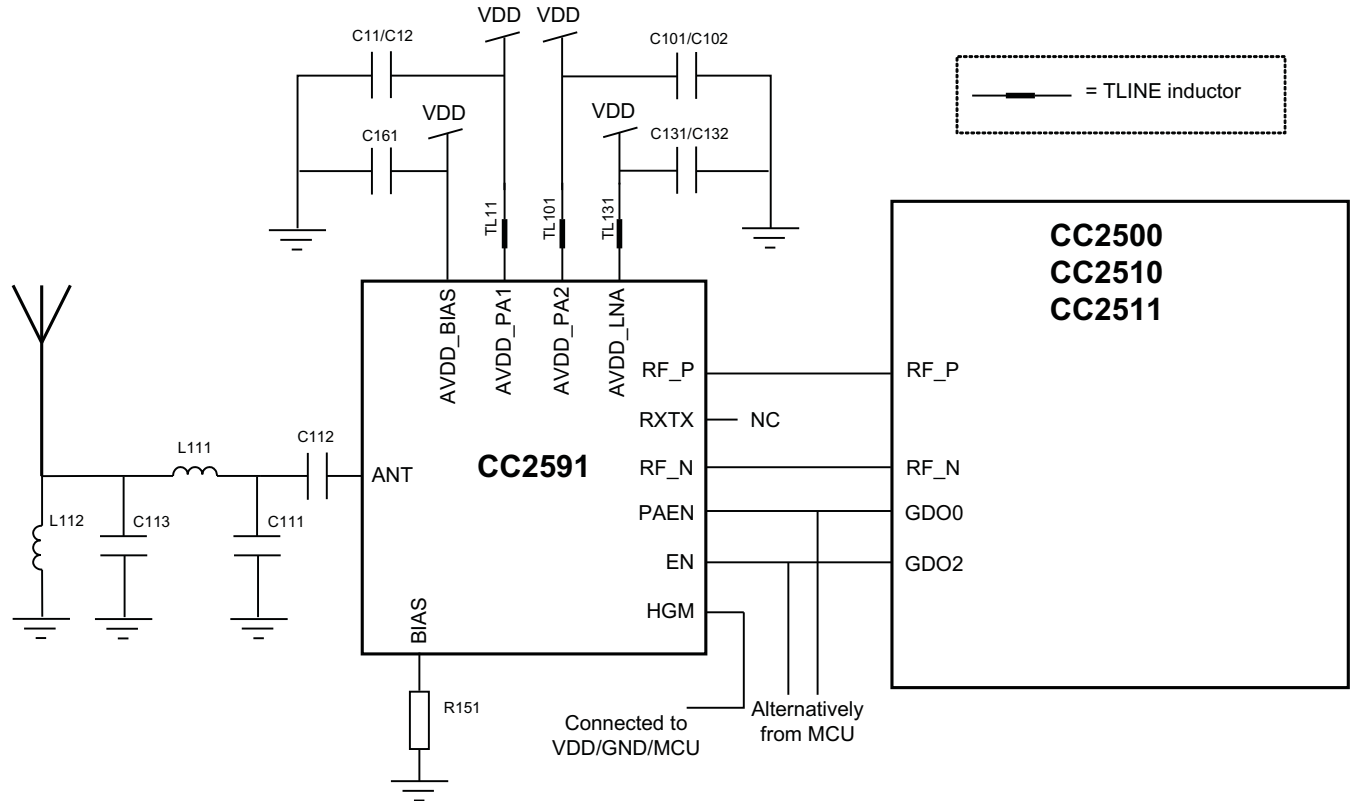 VDD
VDD
C11/C12
C101/C102
= TLINE inductor
VDD
VDD
C161
C131/C132
TL11
TL101
TL131
CC2500
CC2510
CC2511
AVDD_BIAS
AVDD_PA1
AVDD_PA2
AVDD_LNA
RF_P
RF_P
RXTX
NC
L111
C112
ANT
CC2591
RF_N
RF_N
L112
C113
C111
PAEN
GDO0
EN
GDO2
HGM
BIAS
R151
Connected to
VDD/GND/MCU
Alternatively
from MCU